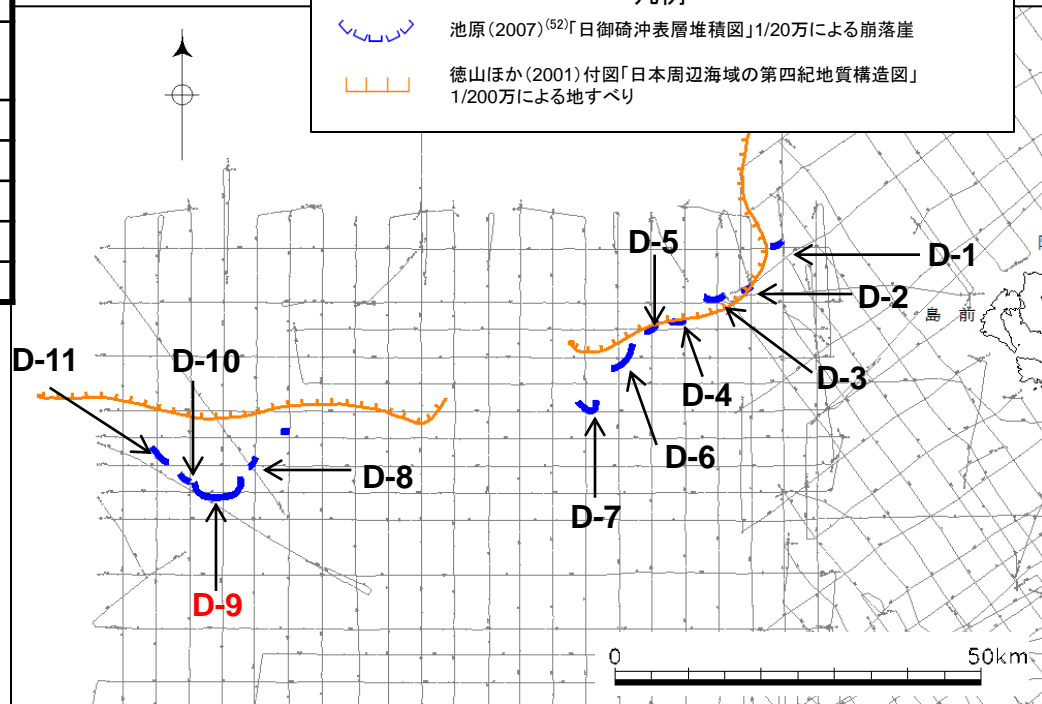 池原(2007)⁽⁵²⁾「日御碕沖表層堆積図」1/20万による崩落崖
徳山ほか(2001)付図「日本周辺海域の第四紀地質構造図」
1/200万による地すべり
D-5
D-1
D-2
島 前
D-11
D-10
D-3
D-4
D-6
D-8
D-7
D-9
0
50km